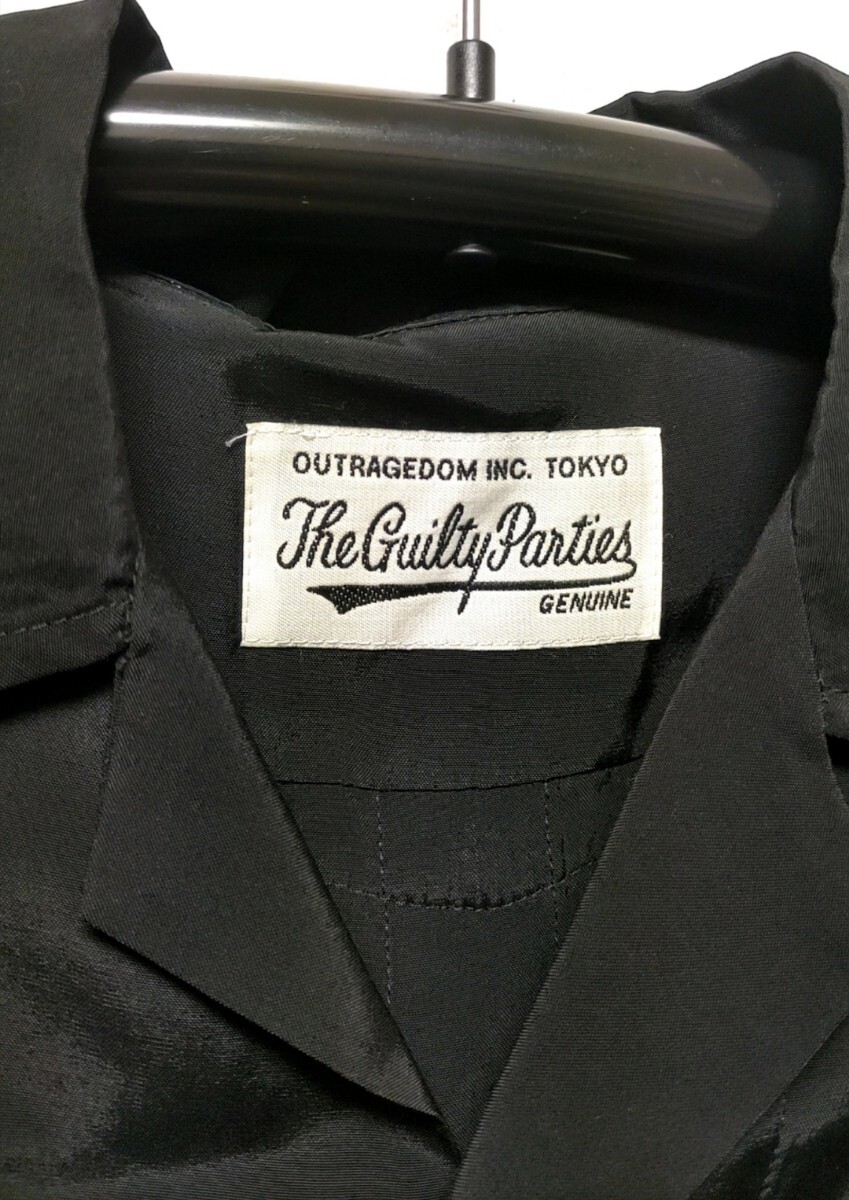 OUTRAGEDOM INC. TOKYO
The Guilty Parties
GENUINE